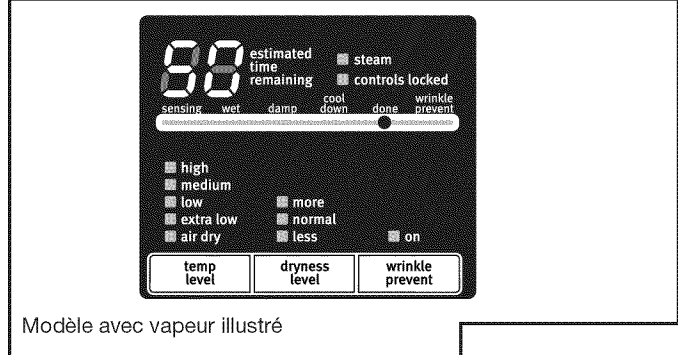 50
estimated
time
remaining
steam
controls locked
sensing wet damp cool down done wrinkle prevent
high
medium
low
extra low
air dry
more
normal
less
on
temp
level
dryness
level
wrinkle
prevent
Modèle avec vapeur illustré